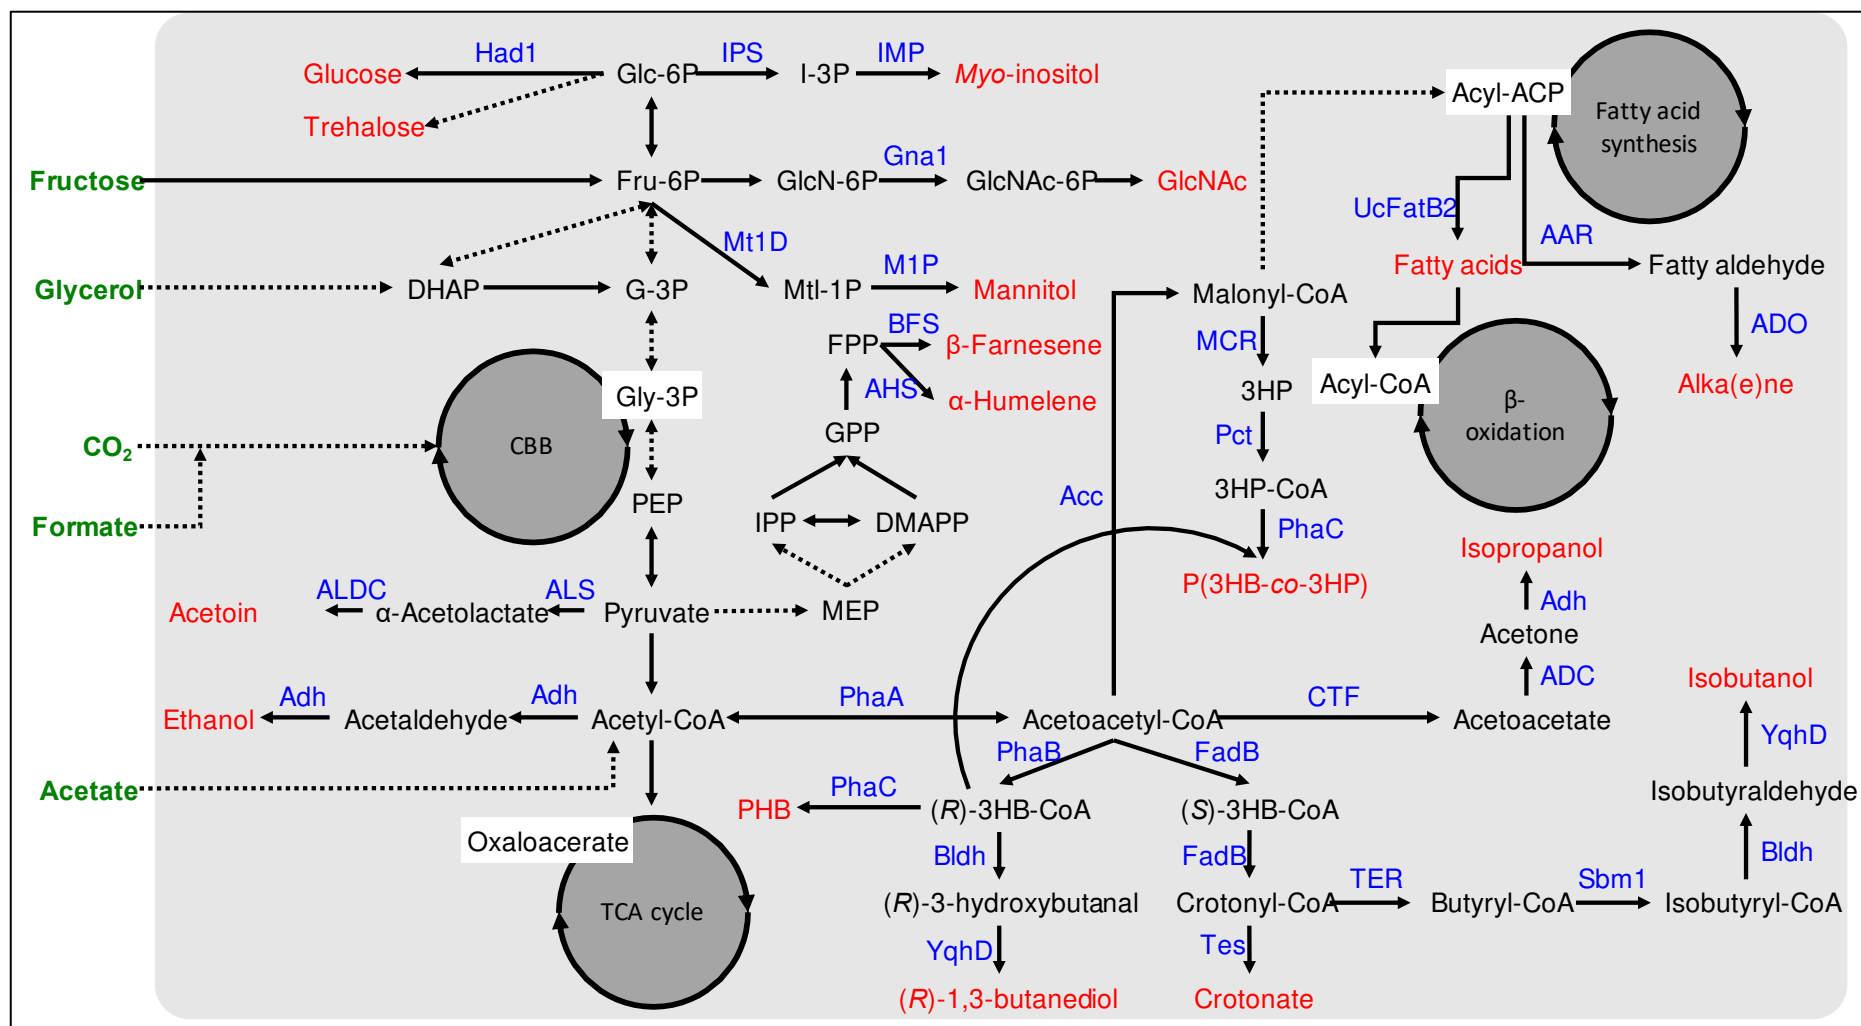 Had1
IPS
IMP
Glucose
Glc-6P
I-3P
Myo-inositol
Acyl-ACP
Fatty acid
synthesis
Trehalose
Gna1
Fructose
Fru-6P
GlcN-6P
GlcNAc-6P
GlcNAc
UcFatB2
Mt1D
AAR
M1P
Fatty acids
Fatty aldehyde
Glycerol
DHAP
G-3P
Mtl-1P
Mannitol
Malonyl-CoA
BFS
ADO
FPP
β-Farnesene
MCR
AHS
Acyl-CoA
Alka(e)ne
Gly-3P
α-Humelene
3HP
β-
oxidation
GPP
Pct
CO₂
CBB
3HP-CoA
Acc
PEP
Formate
IPP
DMAPP
PhaC
Isopropanol
ALDC
ALS
P(3HB-co-3HP)
Adh
Acetoin
α-Acetolactate
Pyruvate
MEP
Acetone
ADC
Isobutanol
Adh
Adh
PhaA
CTF
Ethanol
Acetaldehyde
Acetyl-CoA
Acetoacetyl-CoA
Acetoacetate
YqhD
PhaB
FadB
Acetate
PhaC
Isobutyraldehyde
PHB
(R)-3HB-CoA
(S)-3HB-CoA
Oxaloacerate
Bldh
FadB
Bldh
TER
Sbm1
TCA cycle
(R)-3-hydroxybutanal
Crotonyl-CoA
Butyryl-CoA
Isobutyryl-CoA
YqhD
Tes
(R)-1,3-butanediol
Crotonate